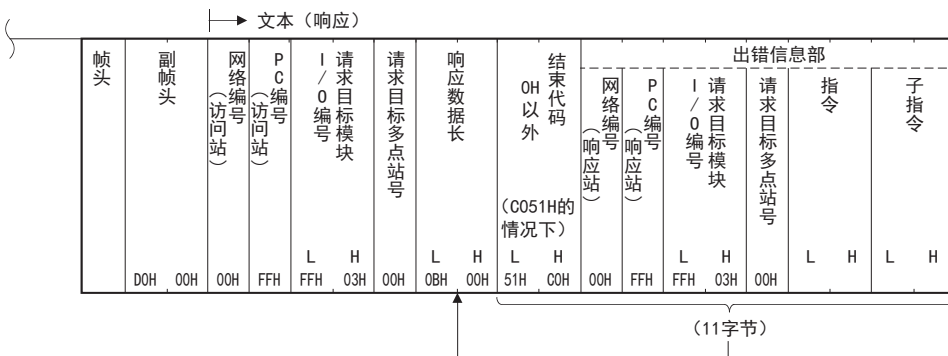 文本（响应）
帧头
副帧头
网络编号
（访问站）
PC编号
（访问站）
请求目标模块
I/O编号
请求目标多点站号
响应数据长
结束代码
0H以外
（C051H的
情况下）
出错信息部
网络编号
（响应站）
PC编号
（响应站）
请求目标模块
I/O编号
请求目标多点站号
指令
子指令
L H L H L H L H L H L H
D0H 00H 00H FFH FFH 03H 00H 0BH 00H 51H C0H 00H FFH FFH 03H 00H
（11字节）